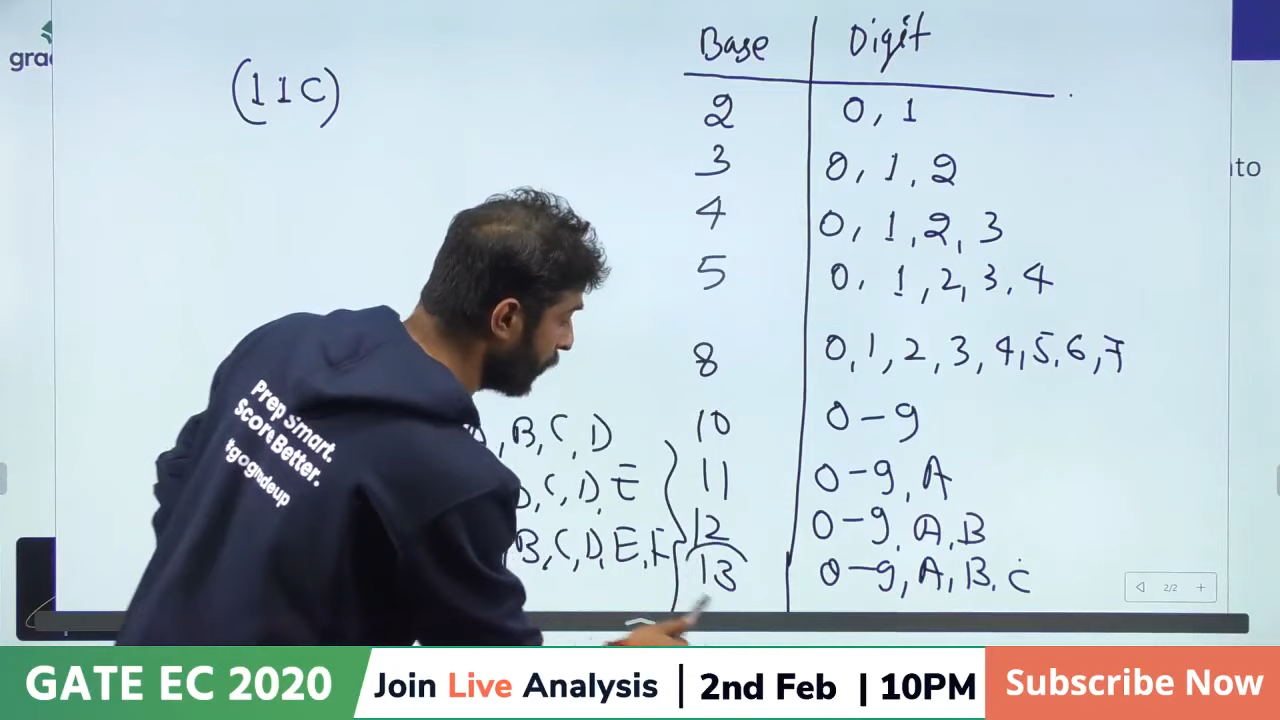 gra
(11C)
Base Digit
2 0, 1
3 0, 1, 2
4 0, 1, 2, 3
5 0, 1, 2, 3, 4
8 0, 1, 2, 3, 4, 5, 6, 7
10 0-9
11 0-9, A
12 0-9, A, B
13 0-9, A, B, C
, B, C, D
, C, D, E
B, C, D, E, F
Prep Smart.
Score Better.
#gogradeup
2/2
GATE EC 2020
Join Live Analysis | 2nd Feb | 10PM
Subscribe Now